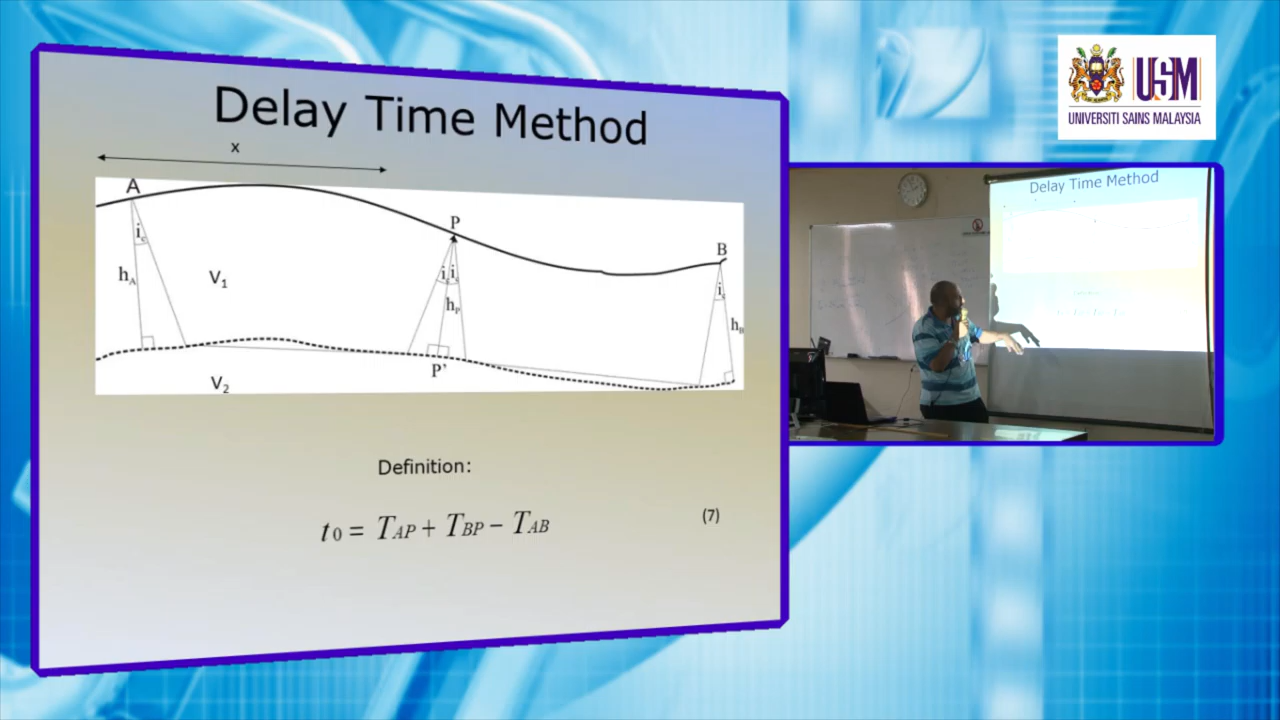 Delay Time Method
x
A
P
B
i꜀
i꜀ i꜀
i꜀
hA
V1
hP
hB
P'
V2
Definition:
t0 = TAP + TBP − TAB
(7)
USM
UNIVERSITI SAINS MALAYSIA
Delay Time Method